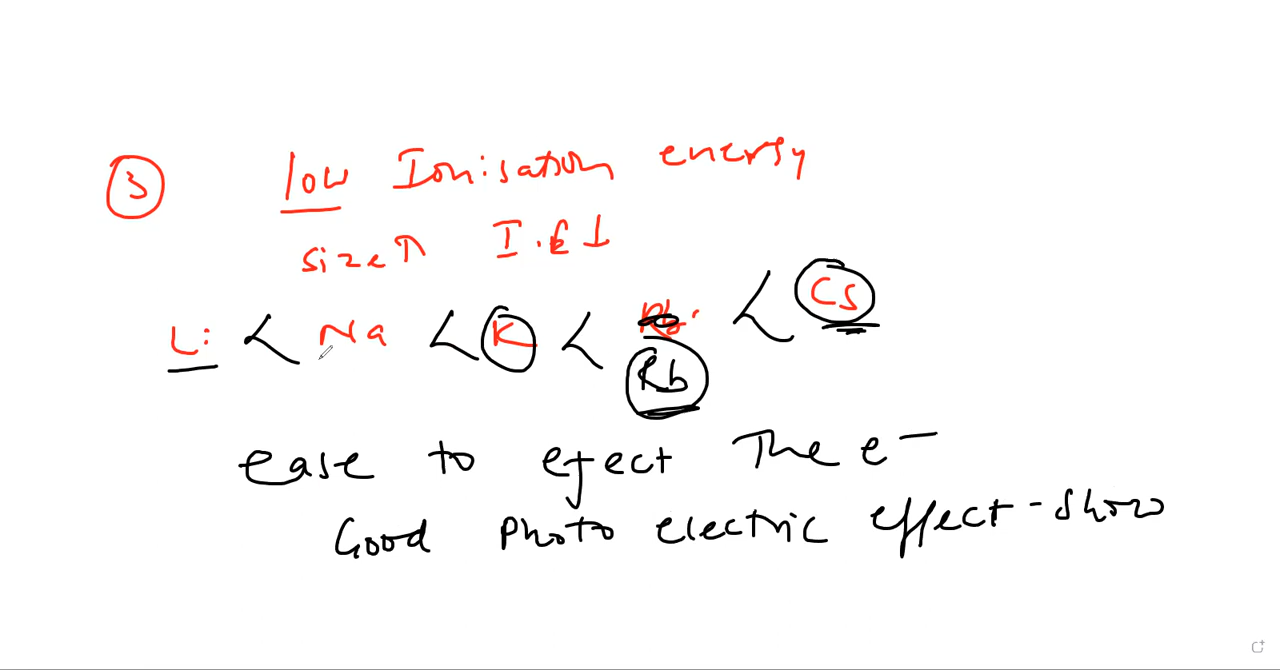 3 low Ionisation energy
size↑ I.E↓
Li < Na < K < Rb < Cs
ease to eject The e⁻
Good Photo electric effect - show